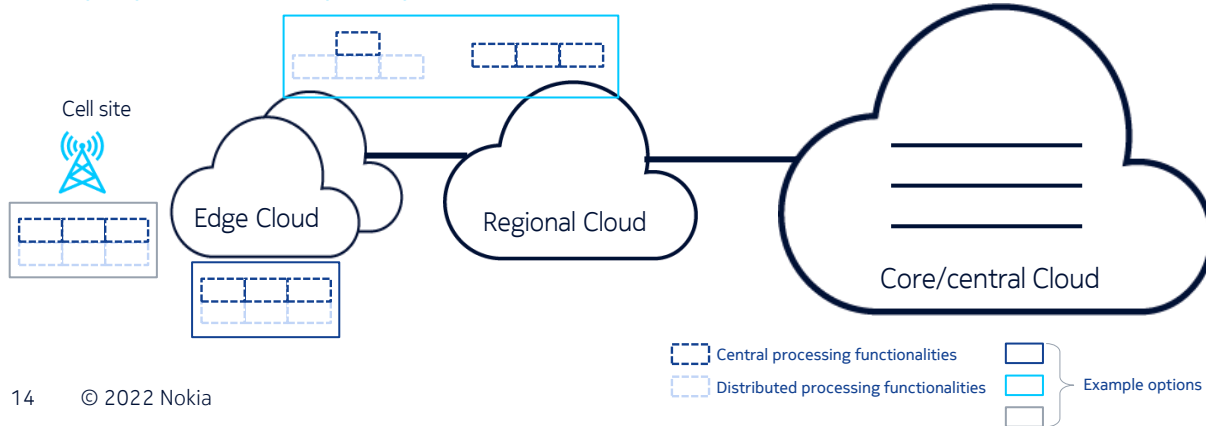 Cell site
Edge Cloud
Regional Cloud
Core/central Cloud
Central processing functionalities
Distributed processing functionalities
Example options
14 © 2022 Nokia